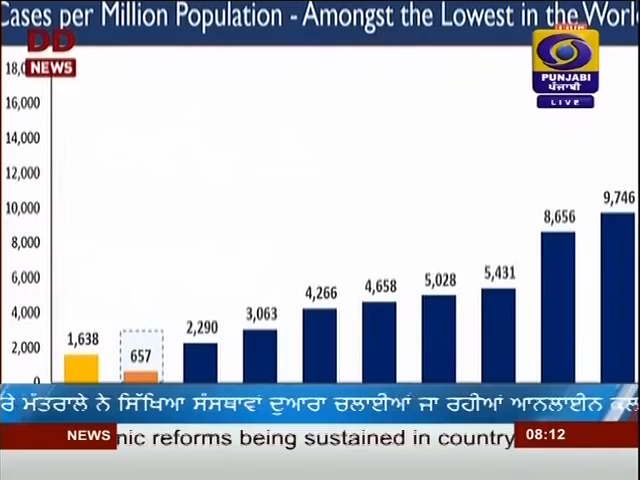 Cases per Million Population - Amongst the Lowest in the World
DD
NEWS
PUNJABI
ਪੰਜਾਬੀ
LIVE
16,000
14,000
12,000
10,000
8,000
6,000
4,000
2,000
0
1,638
657
2,290
3,063
4,266
4,658
5,028
5,431
8,656
9,746
ਰੇ ਮੰਤਰਾਲੇ ਨੇ ਸਿੱਖਿਆ ਸੰਸਥਾਵਾਂ ਦੁਆਰਾ ਚਲਾਈਆਂ ਜਾ ਰਹੀਆਂ ਆਨਲਾਈਨ
NEWS nic reforms being sustained in country 08:12